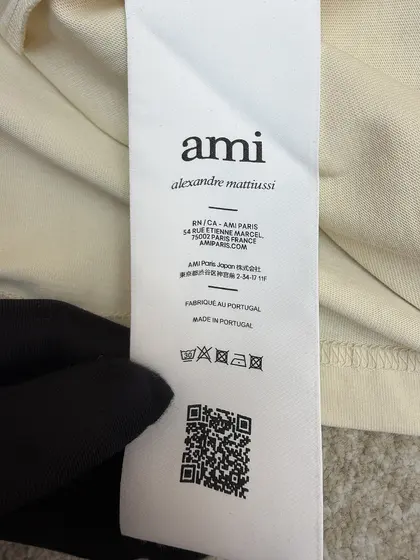 ami
alexandre mattiussi
RN / CA - AMI PARIS
54 RUE ETIENNE MARCEL,
75002 PARIS FRANCE
AMIPARIS.COM
AMI Paris Japan 株式会社
東京都渋谷区神宮前 2-34-17 11F
FABRIQUÉ AU PORTUGAL
MADE IN PORTUGAL
30